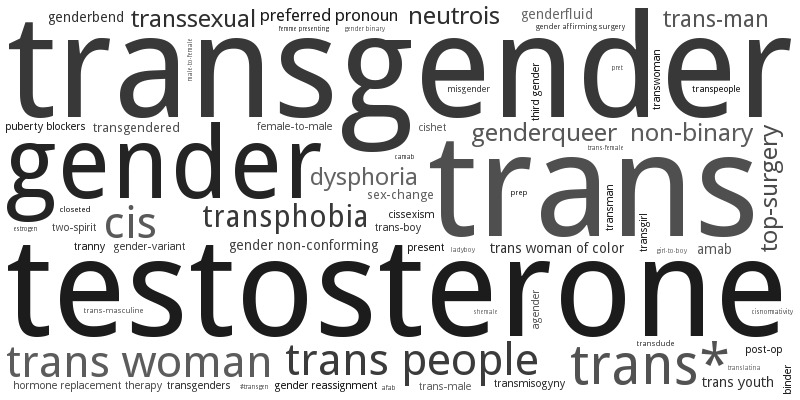 genderbend transsexual preferred pronoun neutrois genderfluid trans-man
femme presenting gender binary gender affirming surgery
transgender
male-to-female misgender third gender pret transwoman transpeople
puberty blockers transgendered female-to-male cishet genderqueer non-binary
gender trans
camab trans-female top-surgery
dysphoria
sex-change prep transman
closeted cis transphobia cissexism transgirl
estrogen two-spirit trans-boy
tranny gender-variant gender non-conforming present ladyboy trans woman of color girl-to-boy amab
testosterone
trans-masculine shemale agender cisnormativity
trans woman trans people trans* transdude post-op
translatina
hormone replacement therapy transgenders #transgen gender reassignment afab trans-male transmisogyny trans youth binder